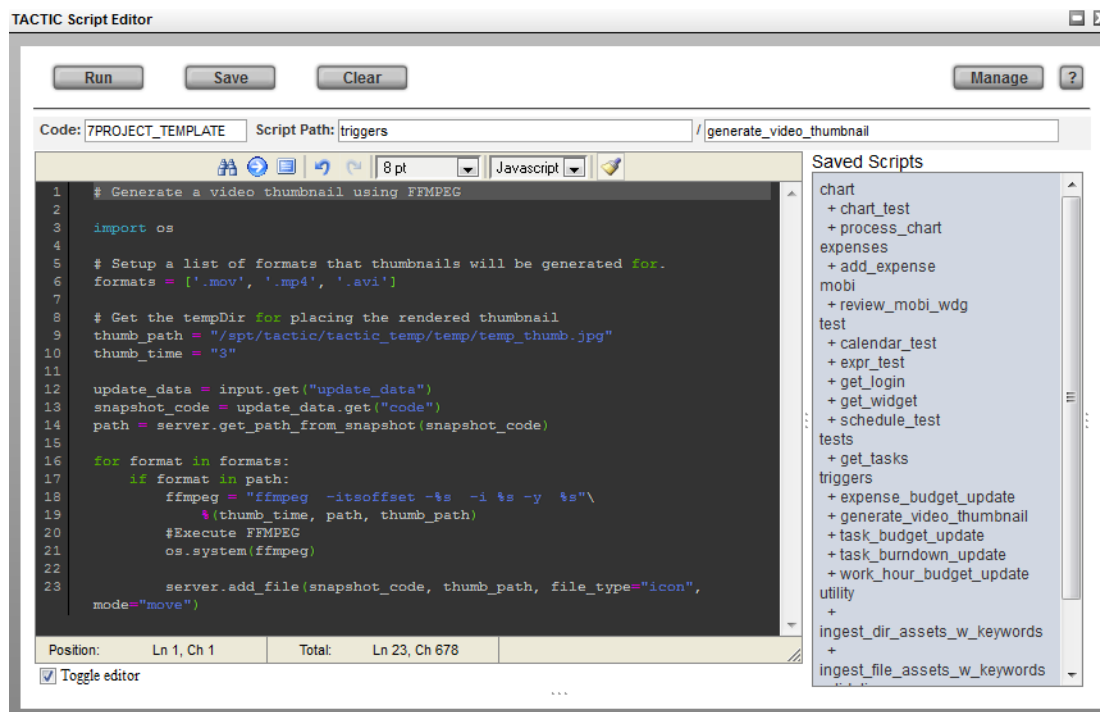 TACTIC Script Editor
Run Save Clear Manage ?
Code: 7PROJECT_TEMPLATE Script Path: triggers / generate_video_thumbnail
8 pt Javascript
1 # Generate a video thumbnail using FFMPEG
2
3 import os
4
5 # Setup a list of formats that thumbnails will be generated for.
6 formats = ['.mov', '.mp4', '.avi']
7
8 # Get the tempDir for placing the rendered thumbnail
9 thumb_path = "/spt/tactic/tactic_temp/temp/temp_thumb.jpg"
10 thumb_time = "3"
11
12 update_data = input.get("update_data")
13 snapshot_code = update_data.get("code")
14 path = server.get_path_from_snapshot(snapshot_code)
15
16 for format in formats:
17     if format in path:
18         ffmpeg = "ffmpeg  -itsoffset -%s  -i %s -y  %s"\
19             %(thumb_time, path, thumb_path)
20         #Execute FFMPEG
21         os.system(ffmpeg)
22
23         server.add_file(snapshot_code, thumb_path, file_type="icon",
mode="move")
Position: Ln 1, Ch 1 Total: Ln 23, Ch 678
Toggle editor
Saved Scripts
chart
+ chart_test
+ process_chart
expenses
+ add_expense
mobi
+ review_mobi_wdg
test
+ calendar_test
+ expr_test
+ get_login
+ get_widget
+ schedule_test
tests
+ get_tasks
triggers
+ expense_budget_update
+ generate_video_thumbnail
+ task_budget_update
+ task_burndown_update
+ work_hour_budget_update
utility
+
ingest_dir_assets_w_keywords
+
ingest_file_assets_w_keywords